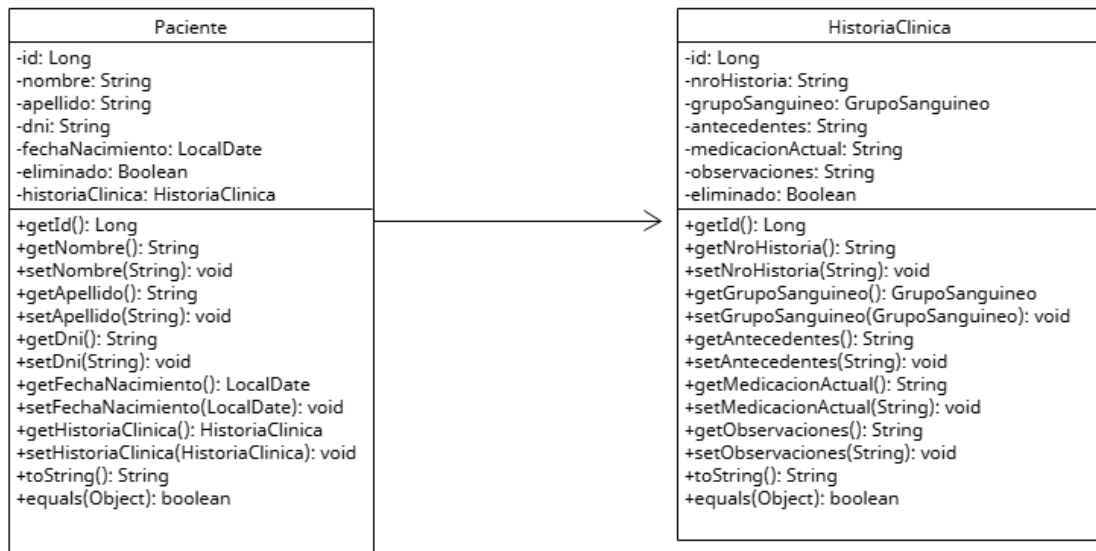 Paciente
-id: Long
-nombre: String
-apellido: String
-dni: String
-fechaNacimiento: LocalDate
-eliminado: Boolean
-historiaClinica: HistoriaClinica
+getId(): Long
+getNombre(): String
+setNombre(String): void
+getApellido(): String
+setApellido(String): void
+getDni(): String
+setDni(String): void
+getFechaNacimiento(): LocalDate
+setFechaNacimiento(LocalDate): void
+getHistoriaClinica(): HistoriaClinica
+setHistoriaClinica(HistoriaClinica): void
+toString(): String
+equals(Object): boolean
HistoriaClinica
-id: Long
-nroHistoria: String
-grupoSanguineo: GrupoSanguineo
-antecedentes: String
-medicacionActual: String
-observaciones: String
-eliminado: Boolean
+getId(): Long
+getNroHistoria(): String
+setNroHistoria(String): void
+getGrupoSanguineo(): GrupoSanguineo
+setGrupoSanguineo(GrupoSanguineo): void
+getAntecedentes(): String
+setAntecedentes(String): void
+getMedicacionActual(): String
+setMedicacionActual(String): void
+getObservaciones(): String
+setObservaciones(String): void
+toString(): String
+equals(Object): boolean